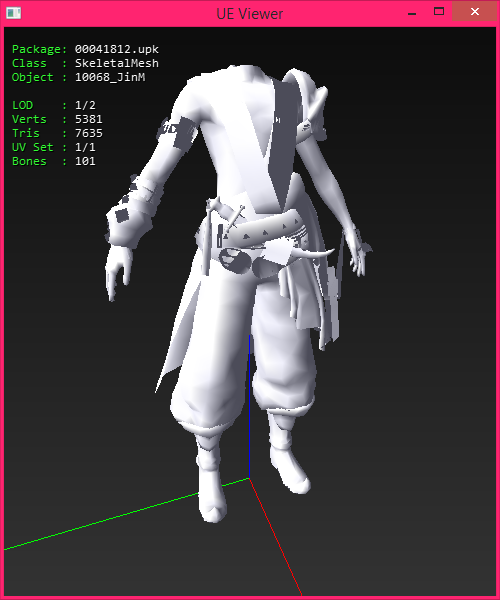 UE Viewer
Package: 00041812.upk
Class : SkeletalMesh
Object : 10068_JinM
LOD : 1/2
Verts : 5381
Tris : 7635
UV Set : 1/1
Bones : 101